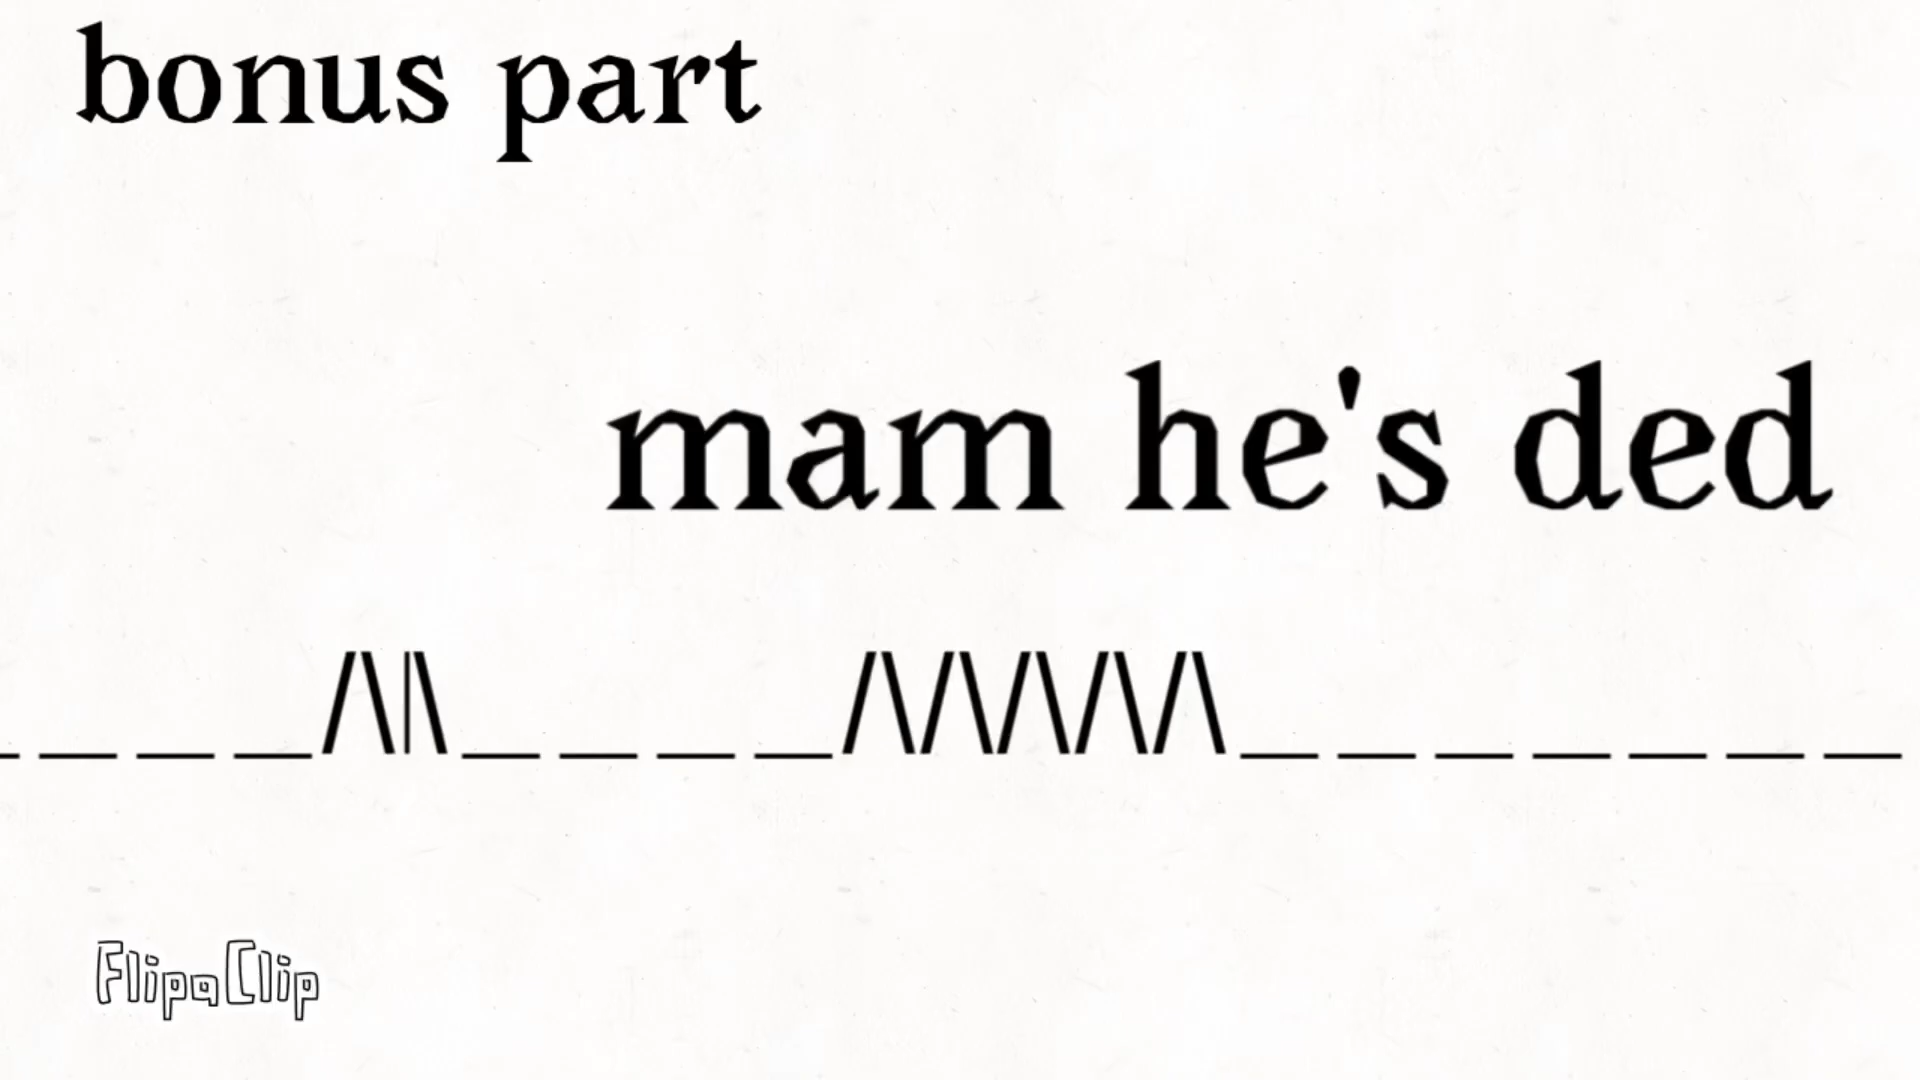 bonus part
mam he's ded
_ _ _ _/\|\_ _ _ _/\/\/\/\/\_ _ _ _ _ _ _
FlipaClip